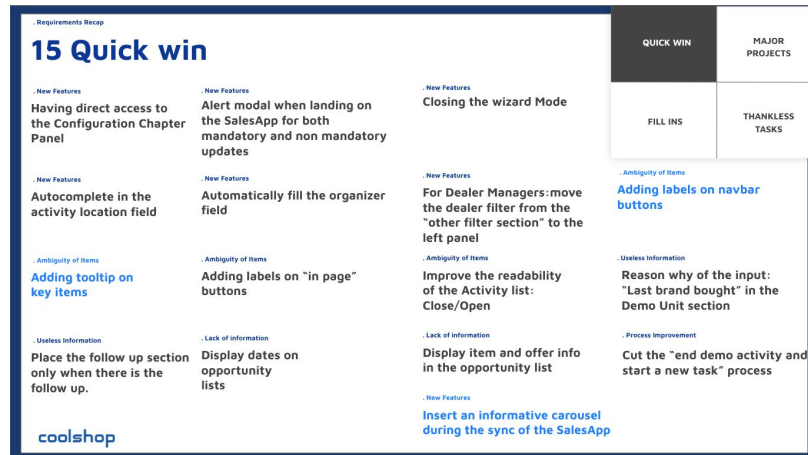 . Requirements Recap
15 Quick win
QUICK WIN
MAJOR
PROJECTS
FILL INS
THANKLESS
TASKS
. New Features
Having direct access to
the Configuration Chapter
Panel
. New Features
Alert modal when landing on
the SalesApp for both
mandatory and non mandatory
updates
. New Features
Closing the wizard Mode
. New Features
Autocomplete in the
activity location field
. New Features
Automatically fill the organizer
field
. New Features
For Dealer Managers:move
the dealer filter from the
"other filter section" to the
left panel
. Ambiguity of Items
Adding labels on navbar
buttons
. Ambiguity of Items
Adding tooltip on
key items
. Ambiguity of Items
Adding labels on "in page"
buttons
. Ambiguity of Items
Improve the readability
of the Activity list:
Close/Open
. Useless Information
Reason why of the input:
"Last brand bought" in the
Demo Unit section
. Useless Information
Place the follow up section
only when there is the
follow up.
. Lack of information
Display dates on
opportunity
lists
. Lack of information
Display item and offer info
in the opportunity list
. Process Improvement
Cut the "end demo activity and
start a new task" process
. New Features
Insert an informative carousel
during the sync of the SalesApp
coolshop